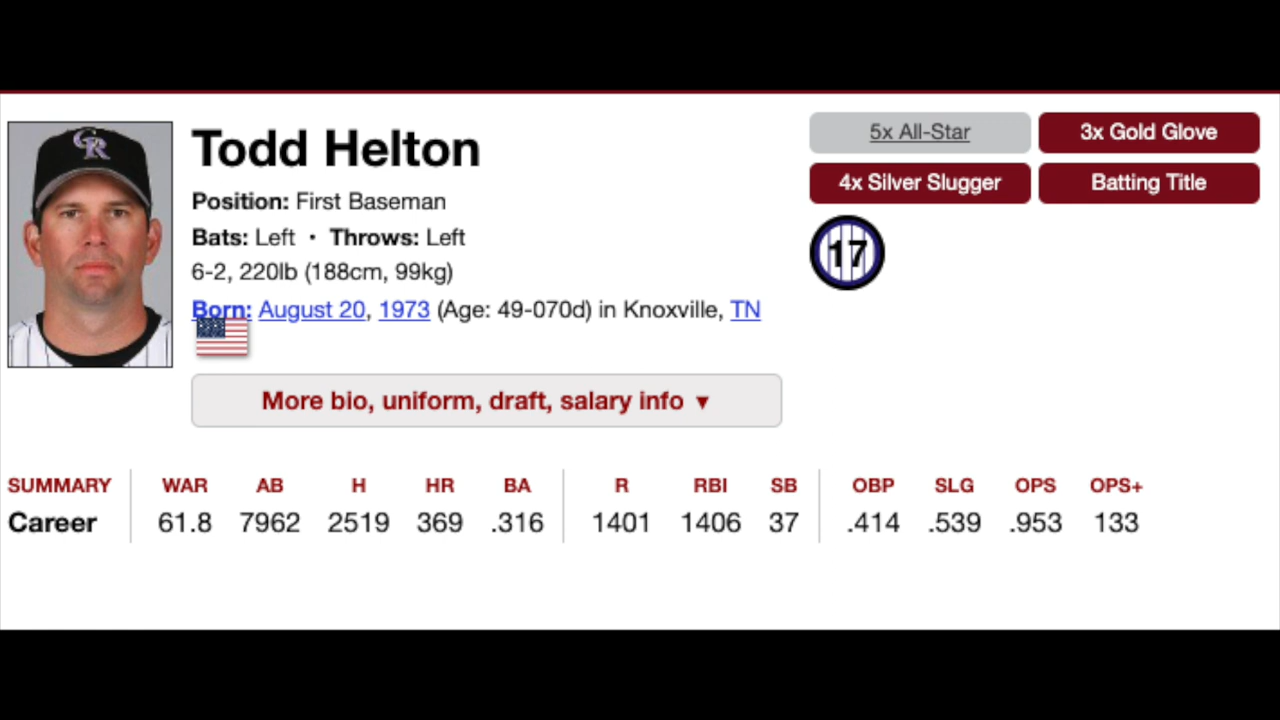 Todd Helton
Position: First Baseman
Bats: Left • Throws: Left
6-2, 220lb (188cm, 99kg)
Born: August 20, 1973 (Age: 49-070d) in Knoxville, TN
More bio, uniform, draft, salary info ▼
5x All-Star
3x Gold Glove
4x Silver Slugger
Batting Title
17
CR
SUMMARY WAR AB H HR BA R RBI SB OBP SLG OPS OPS+
Career 61.8 7962 2519 369 .316 1401 1406 37 .414 .539 .953 133